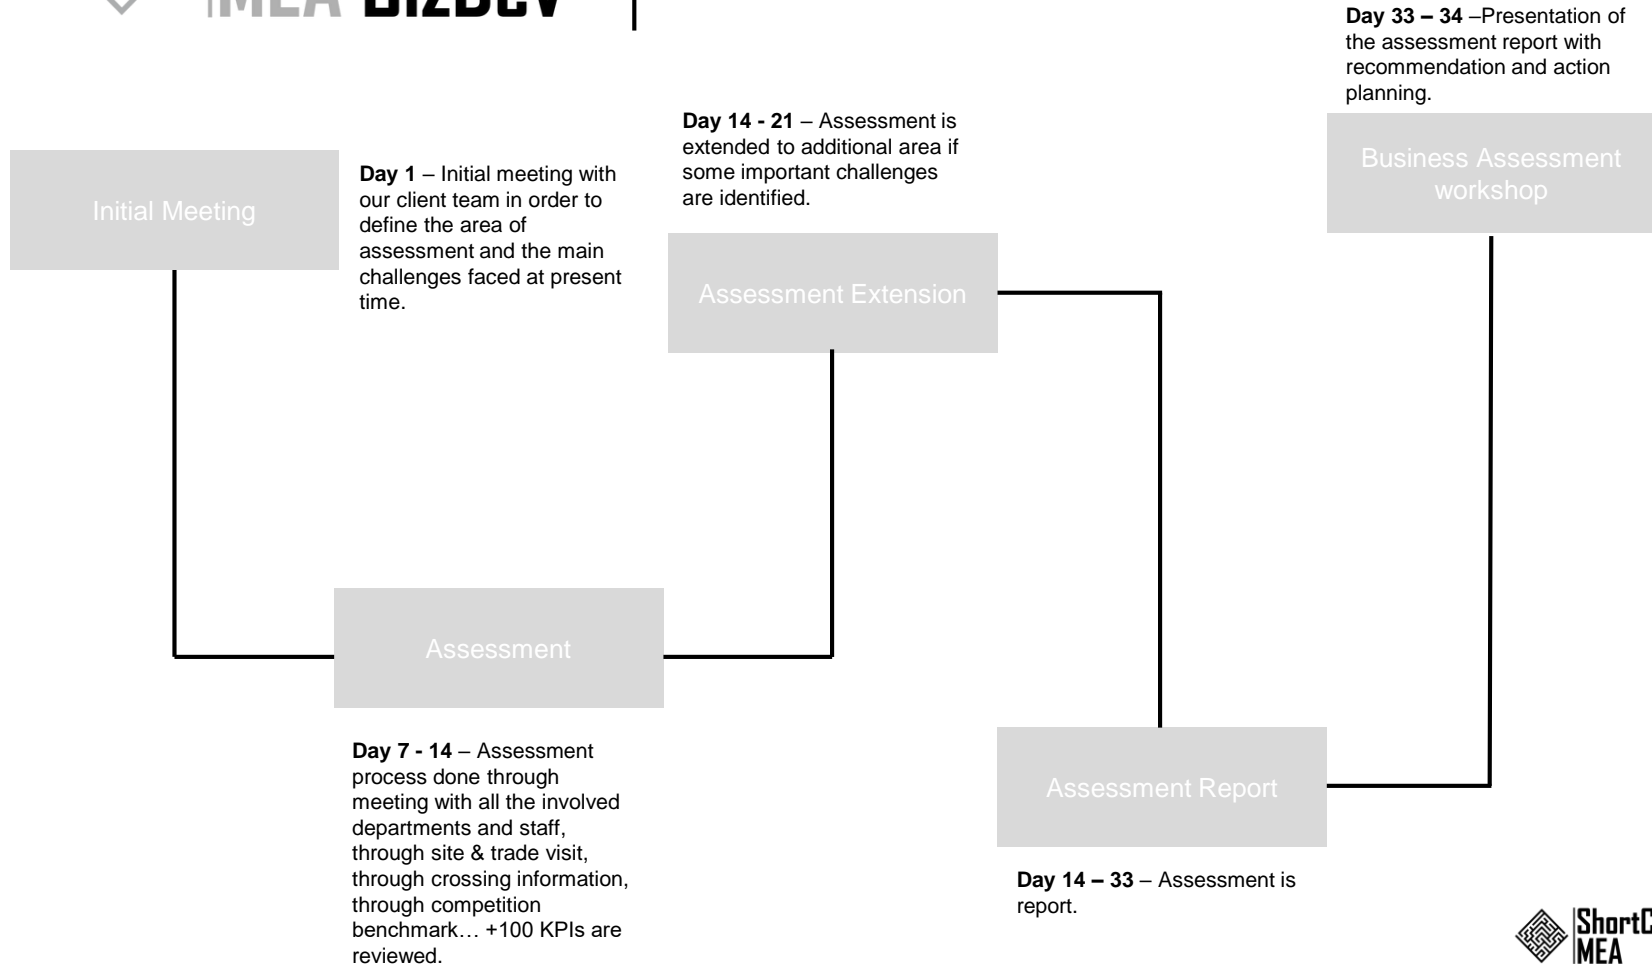 MEA BizDev
Day 33 – 34 –Presentation of
the assessment report with
recommendation and action
planning.
Day 14 - 21 – Assessment is
extended to additional area if
some important challenges
are identified.
Business Assessment
workshop
Initial Meeting
Day 1 – Initial meeting with
our client team in order to
define the area of
assessment and the main
challenges faced at present
time.
Assessment Extension
Assessment
Day 7 - 14 – Assessment
process done through
meeting with all the involved
departments and staff,
through site & trade visit,
through crossing information,
through competition
benchmark… +100 KPIs are
reviewed.
Assessment Report
Day 14 – 33 – Assessment is
report.
ShortC
MEA